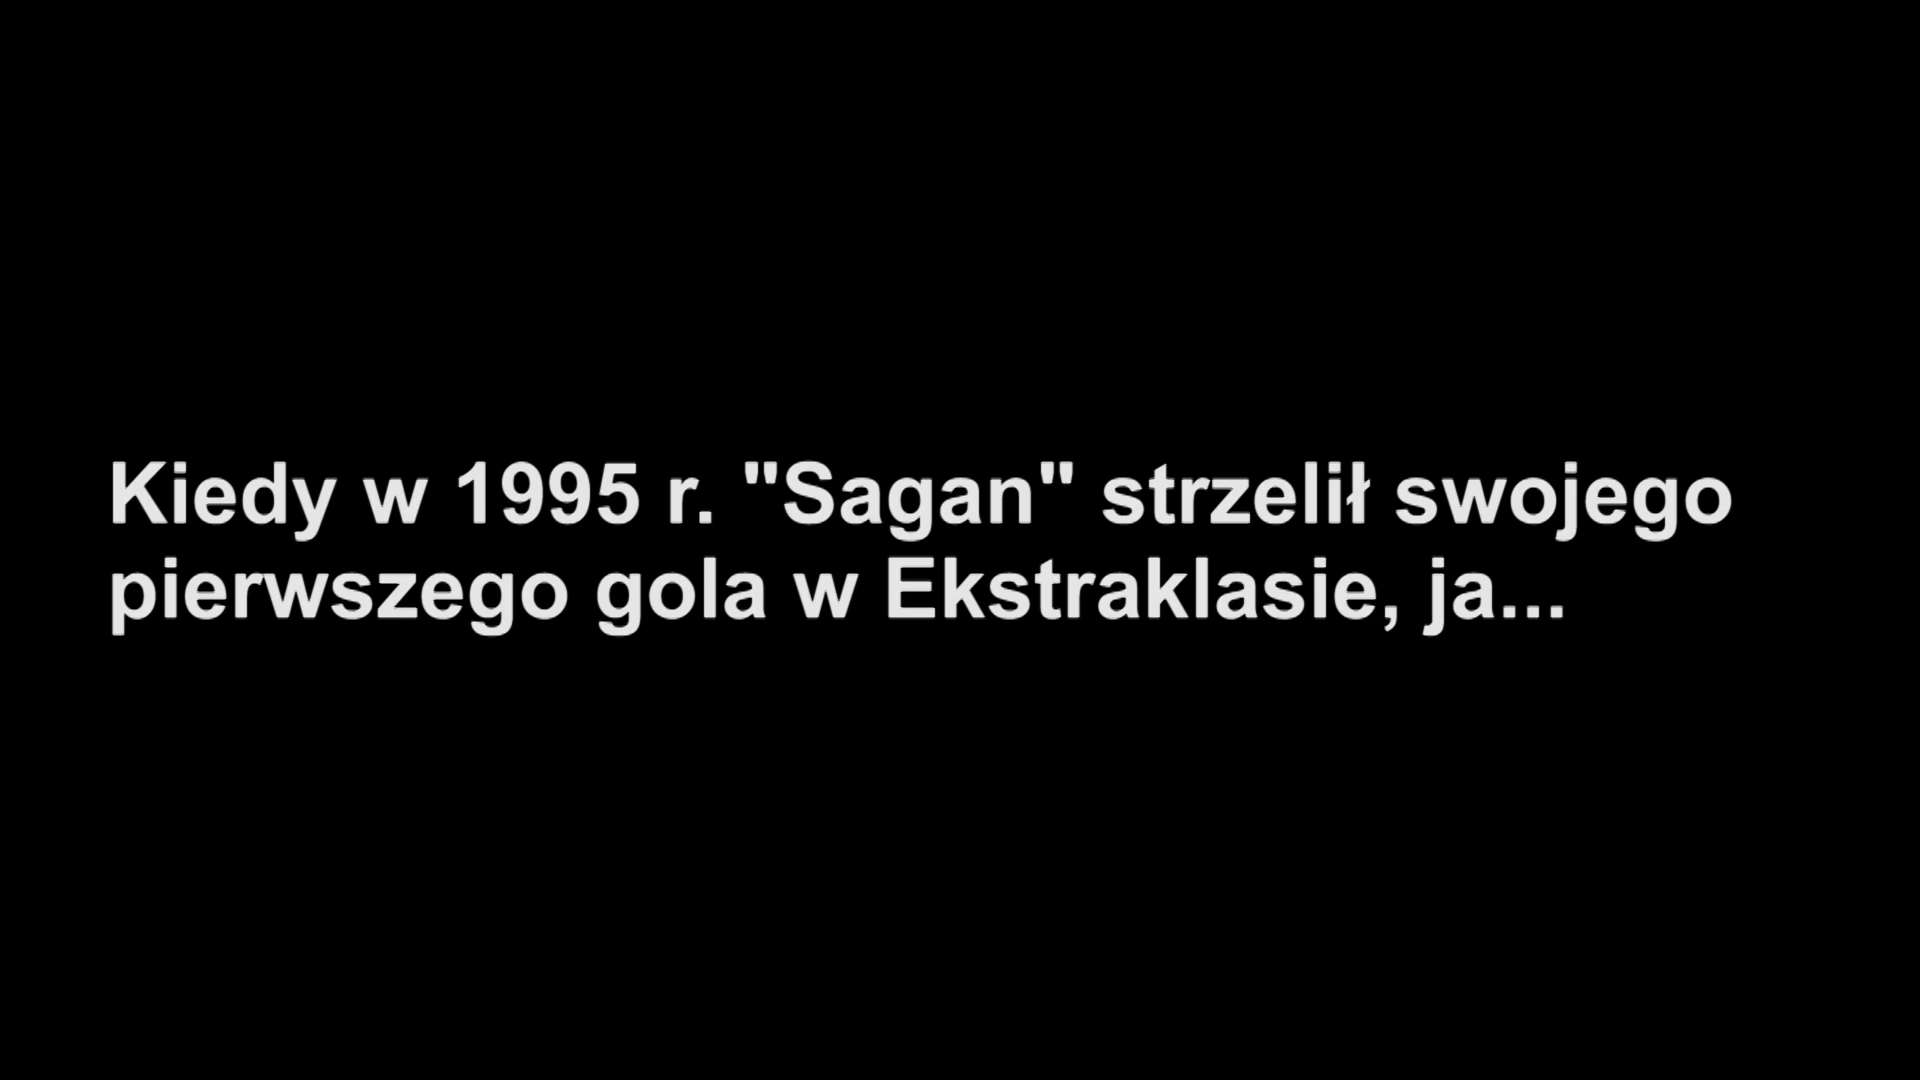 Kiedy w 1995 r. "Sagan" strzelił swojego
pierwszego gola w Ekstraklasie, ja...